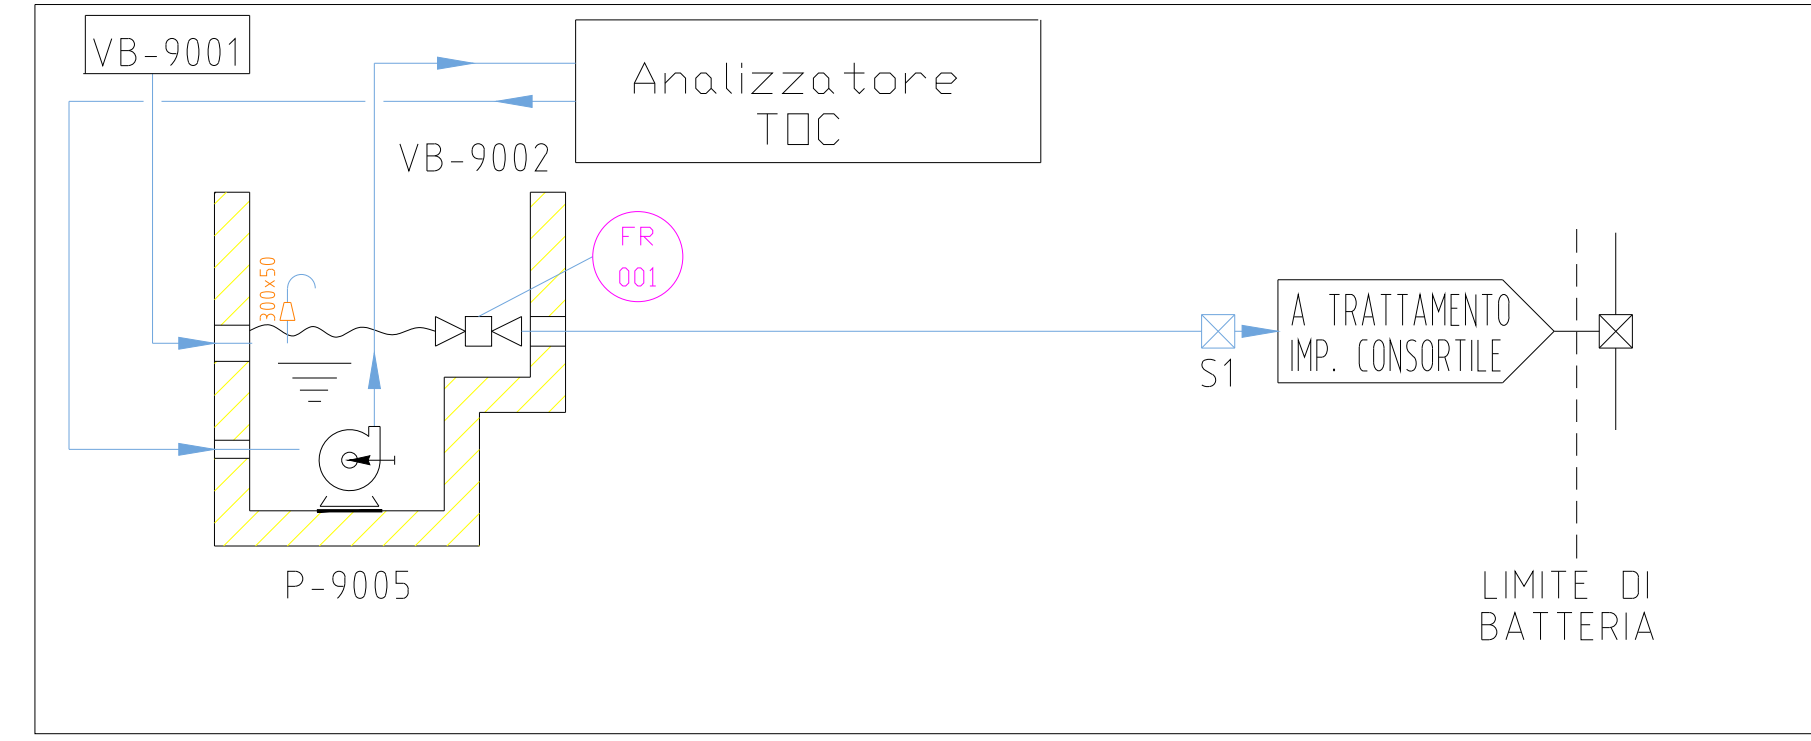 VB-9001
Analizzatore
TOC
VB-9002
FR
001
300x50
A TRATTAMENTO
IMP. CONSORTILE
S1
P-9005
LIMITE DI
BATTERIA